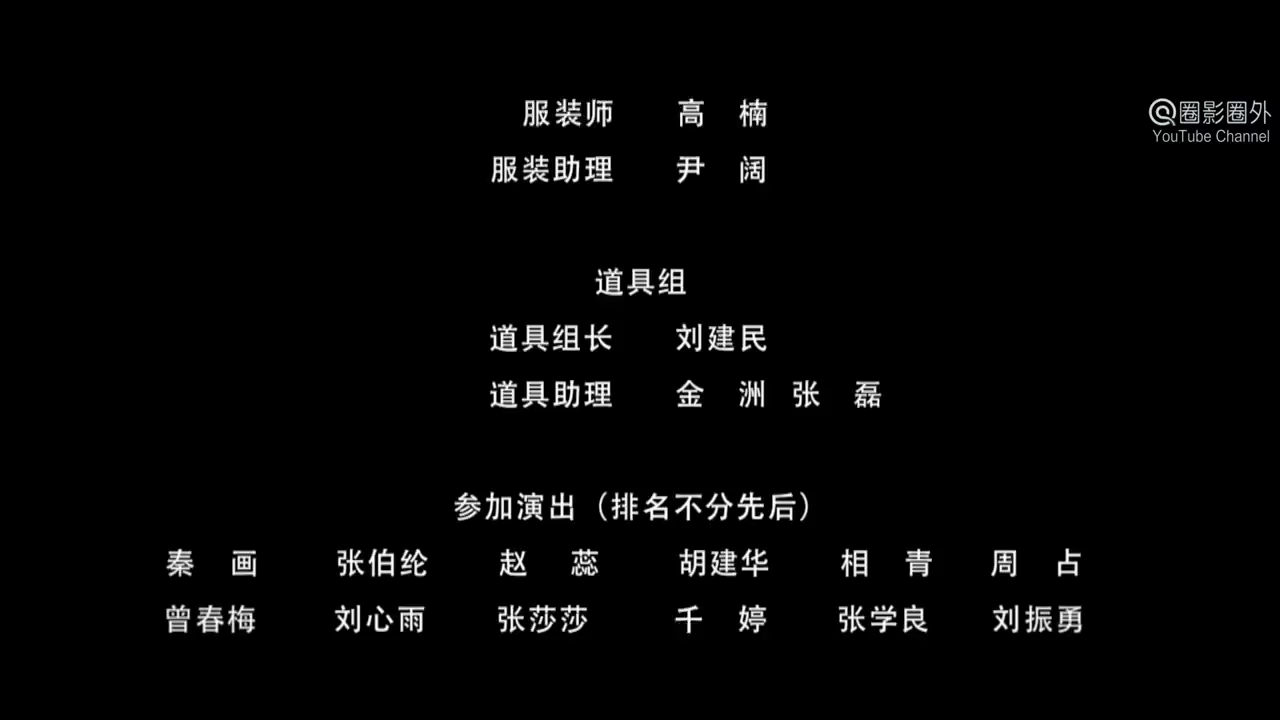 服装师 高 楠
圈影圈外
YouTube Channel
服装助理 尹 阔
道具组
道具组长 刘建民
道具助理 金 洲 张 磊
参加演出（排名不分先后）
秦 画 张伯纶 赵 蕊 胡建华 相 青 周 占
曾春梅 刘心雨 张莎莎 千 婷 张学良 刘振勇